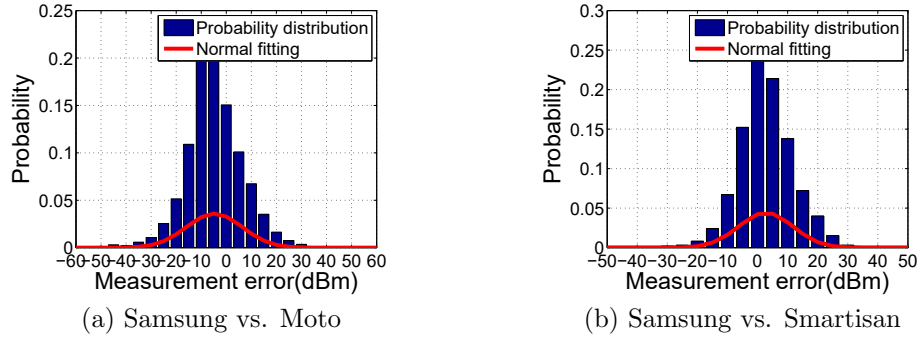 0.25
0.2
0.15
0.1
0.05
0
Probability
Probability distribution
Normal fitting
−60−50−40−30−20−10 0 10 20 30 40 50 60
Measurement error(dBm)
(a) Samsung vs. Moto
0.3
0.25
0.2
0.15
0.1
0.05
0
Probability
Probability distribution
Normal fitting
−50 −40 −30 −20 −10 0 10 20 30 40 50
Measurement error(dBm)
(b) Samsung vs. Smartisan